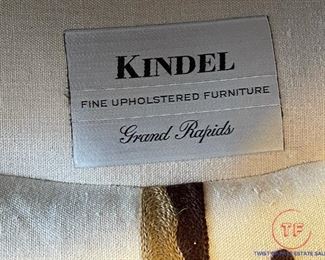 KINDEL
FINE UPHOLSTERED FURNITURE
Grand Rapids
TF